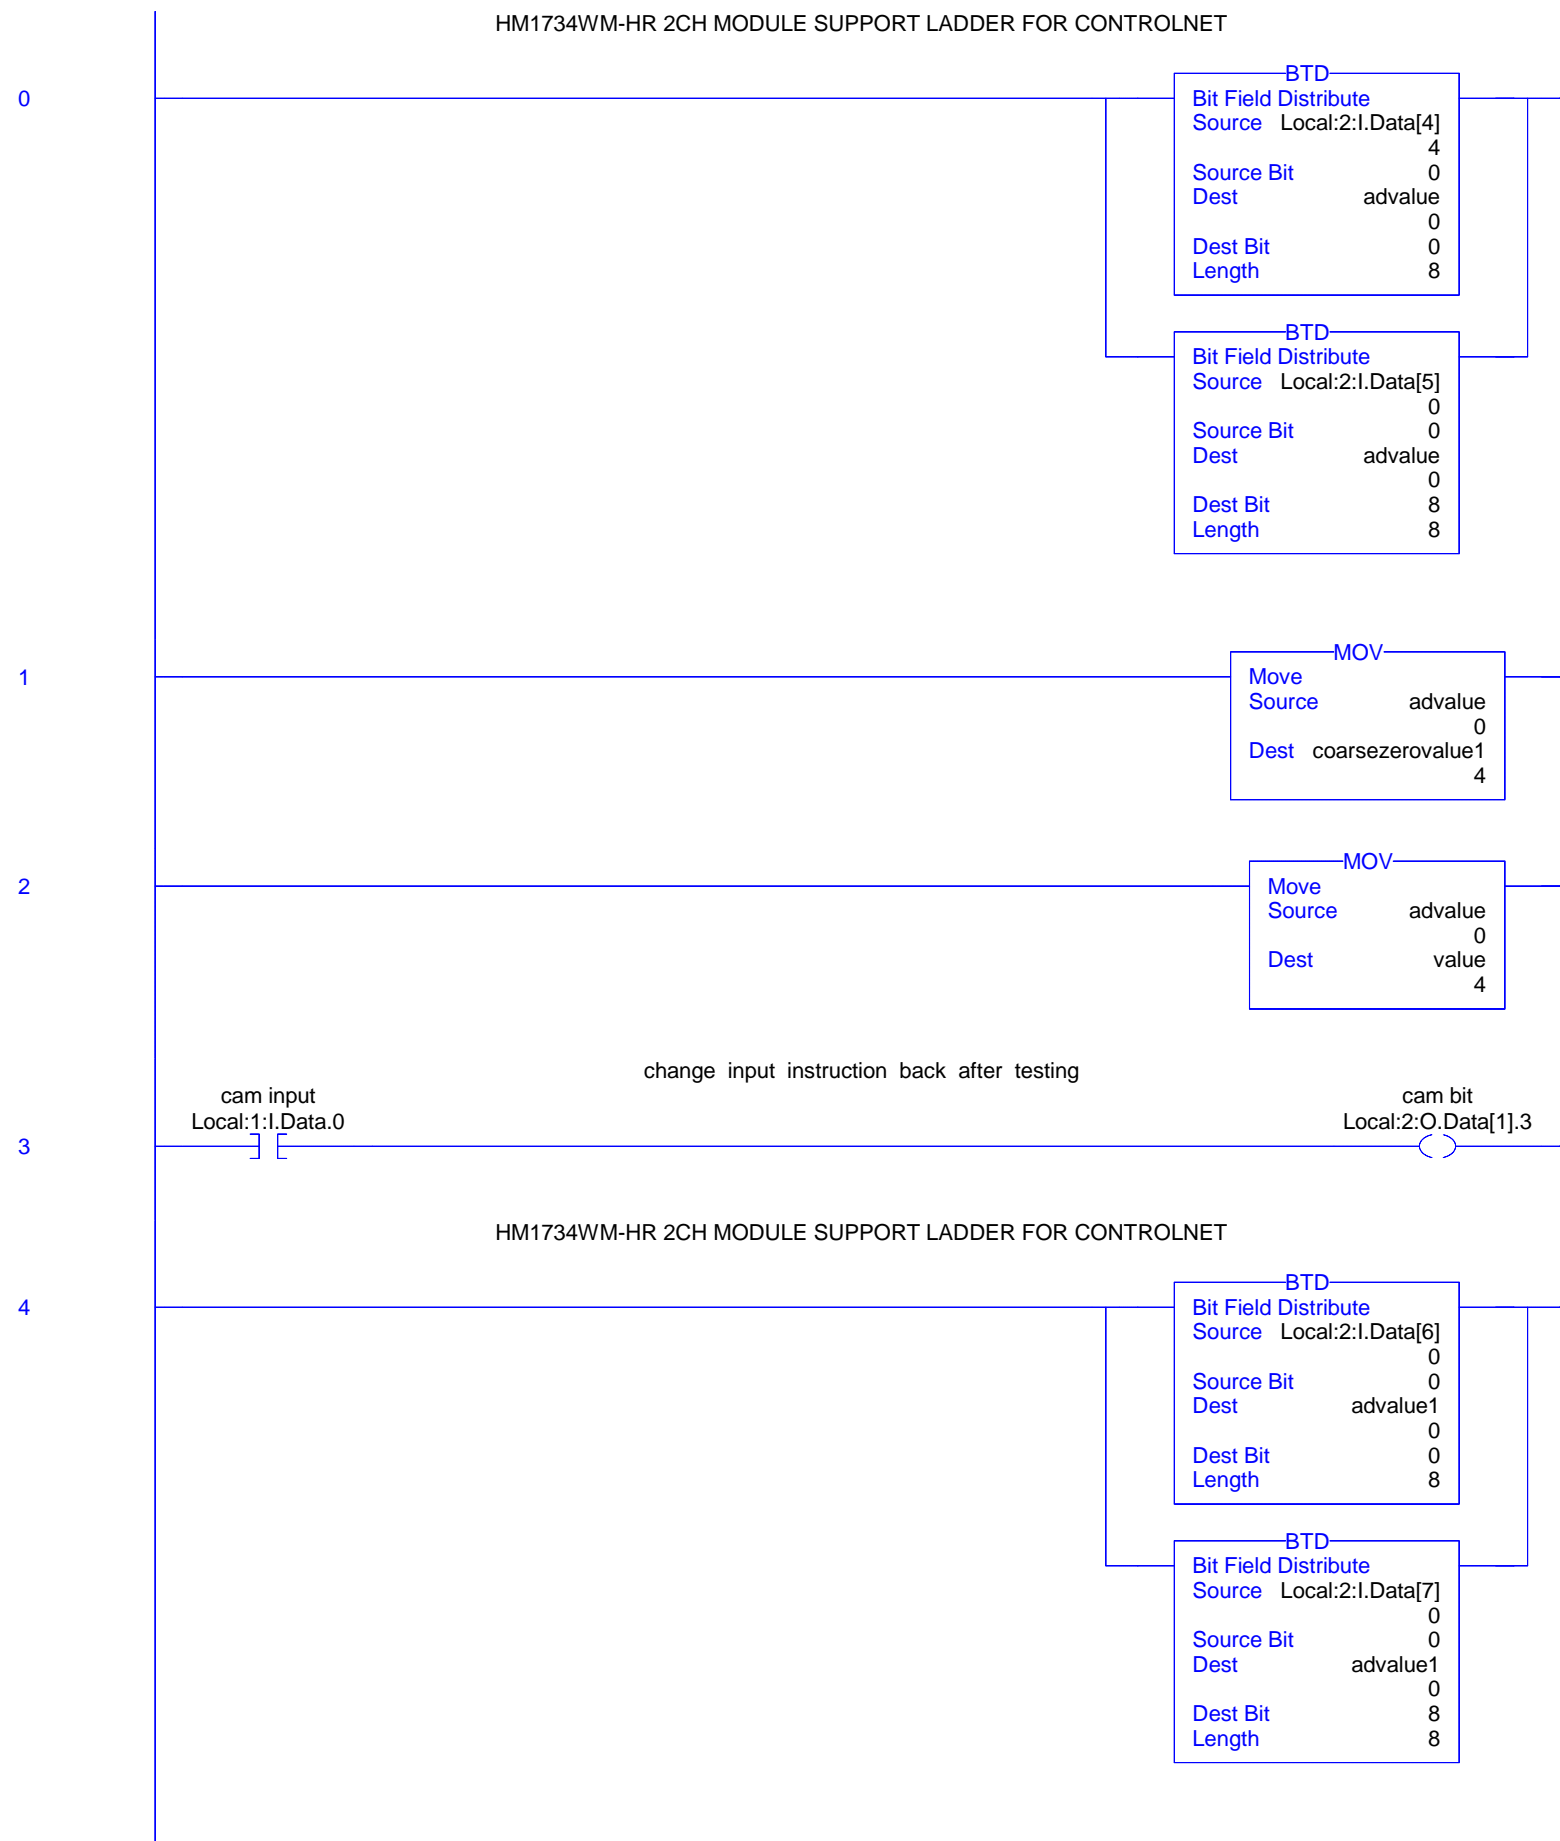 HM1734WM-HR 2CH MODULE SUPPORT LADDER FOR CONTROLNET
0
BTD
Bit Field Distribute
Source Local:2:I.Data[4]
4
Source Bit 0
Dest advalue
0
Dest Bit 0
Length 8
BTD
Bit Field Distribute
Source Local:2:I.Data[5]
0
Source Bit 0
Dest advalue
0
Dest Bit 8
Length 8
1
MOV
Move
Source advalue
0
Dest coarsezerovalue1
4
2
MOV
Move
Source advalue
0
Dest value
4
change input instruction back after testing
cam input
Local:1:I.Data.0
cam bit
Local:2:O.Data[1].3
3
HM1734WM-HR 2CH MODULE SUPPORT LADDER FOR CONTROLNET
4
BTD
Bit Field Distribute
Source Local:2:I.Data[6]
0
Source Bit 0
Dest advalue1
0
Dest Bit 0
Length 8
BTD
Bit Field Distribute
Source Local:2:I.Data[7]
0
Source Bit 0
Dest advalue1
0
Dest Bit 8
Length 8